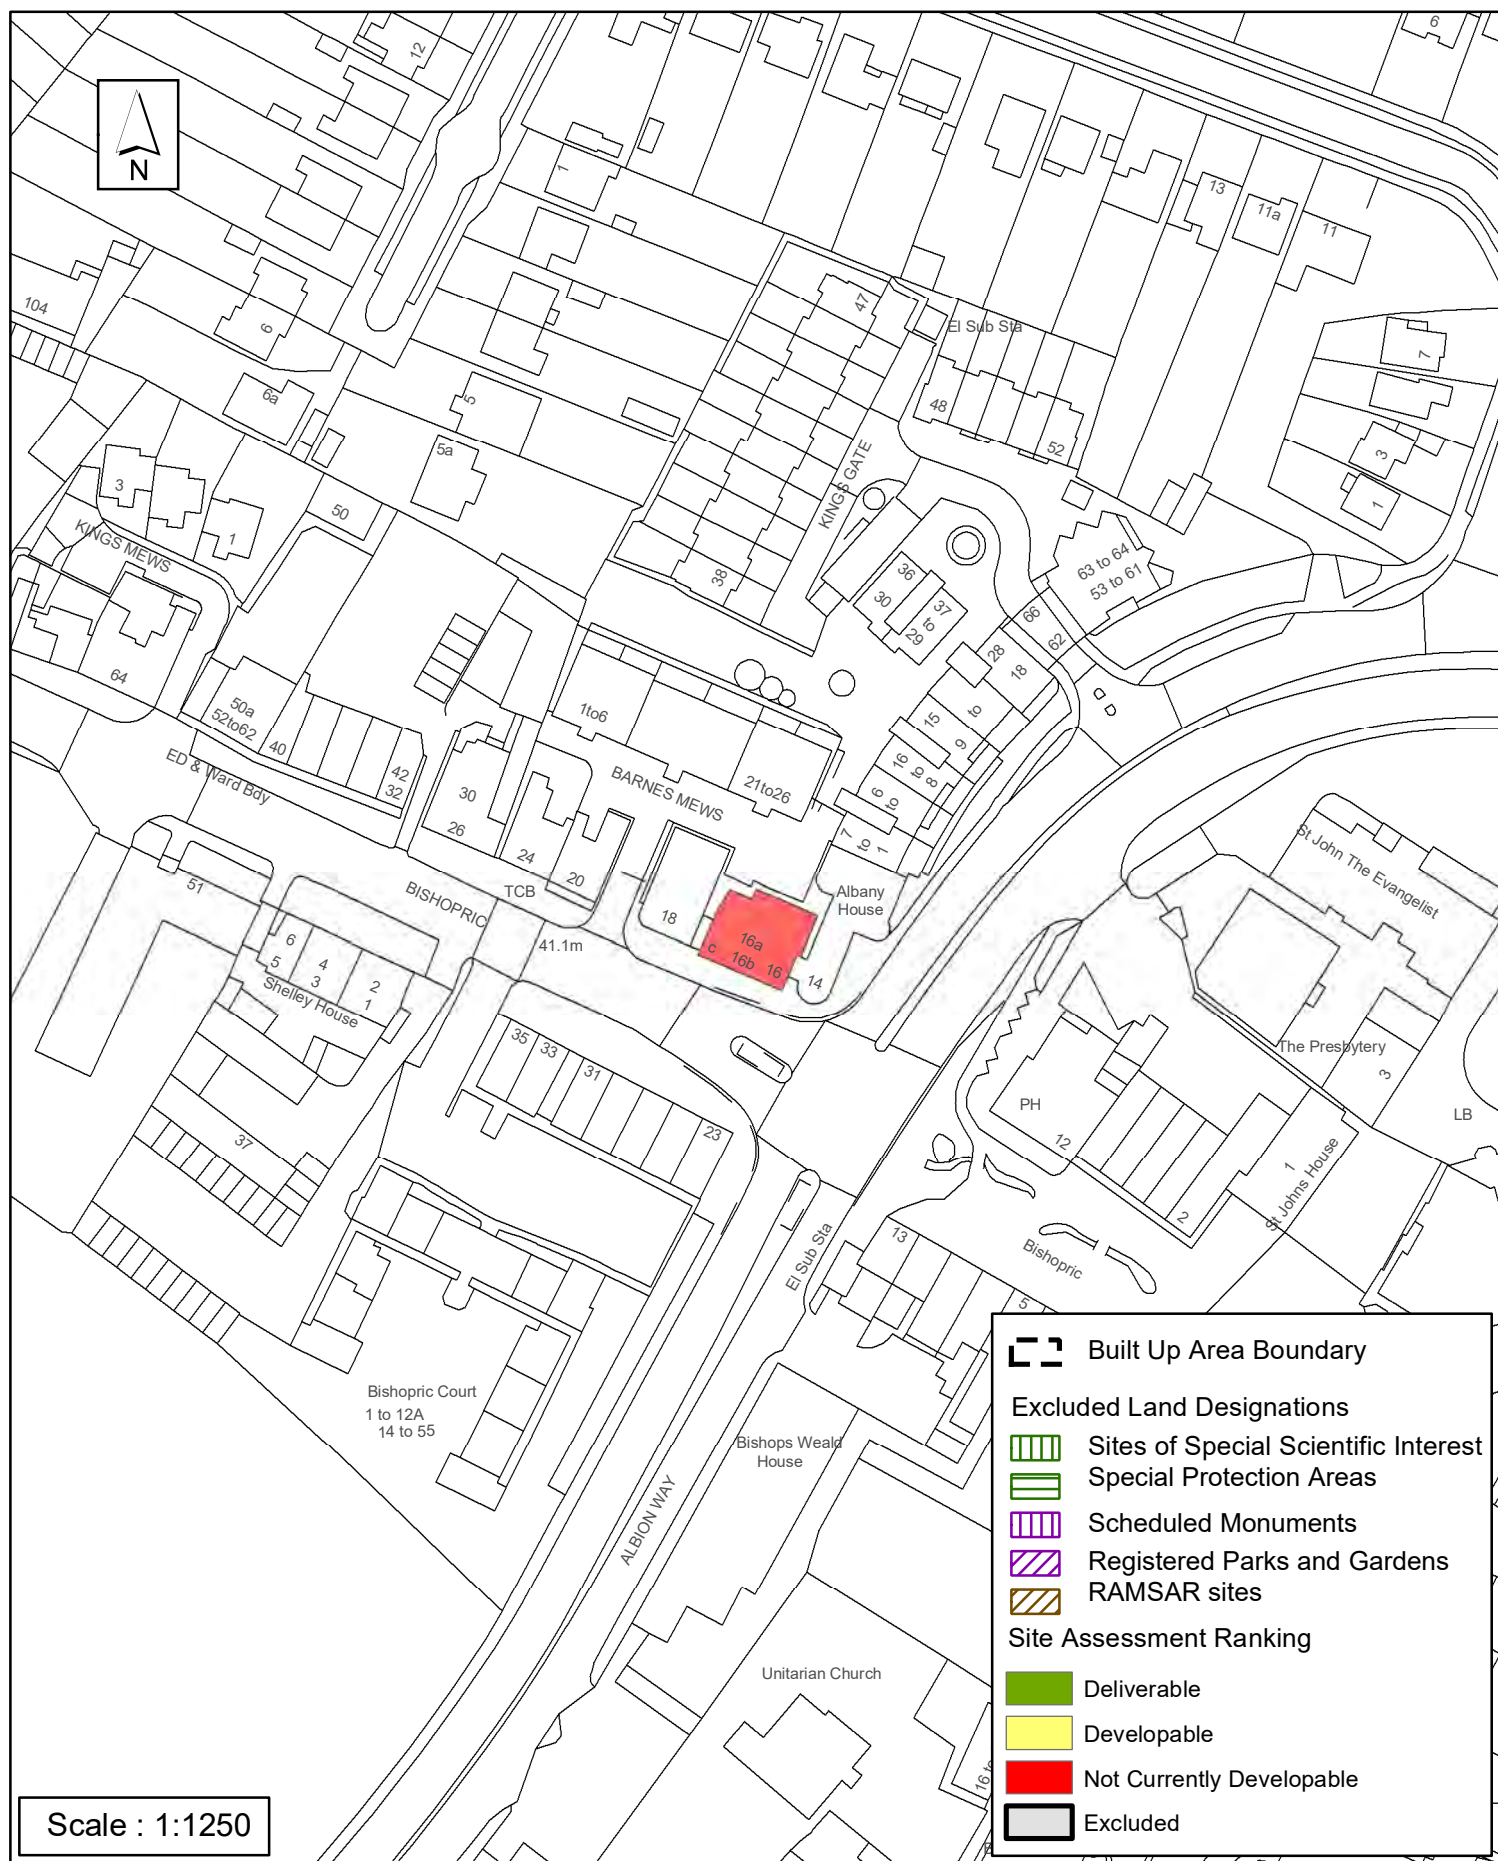 6
12
N
1
13
11a
11
104
6
47
El Sub Sta
7
6a
5
48
52
5a
3
3
1
50
1
KINGS GATE
KINGS MEWS
38
36
30
37
to
29
63 to 64
53 to 61
66
62
28
18
64
50a
52to62
40
42
32
1to6
15
to
9
ED & Ward Bdy
30
26
BARNES MEWS
21to26
16
to
8
6
to
7
to
1
24
20
St John The Evangelist
51
BISHOPRIC
TCB
18
Albany
House
41.1m
16a
c
16b
16
14
6
5
4
3
2
1
Shelley House
35
33
31
23
The Presbytery
3
PH
12
LB
37
1
St Johns House
2
13
El Sub Sta
Bishopric
5
Bishopric Court
1 to 12A
14 to 55
Bishops Weald
House
ALBION WAY
Unitarian Church
16 to
Built Up Area Boundary
Excluded Land Designations
Sites of Special Scientific Interest
Special Protection Areas
Scheduled Monuments
Registered Parks and Gardens
RAMSAR sites
Site Assessment Ranking
Deliverable
Developable
Not Currently Developable
Excluded
Scale : 1:1250